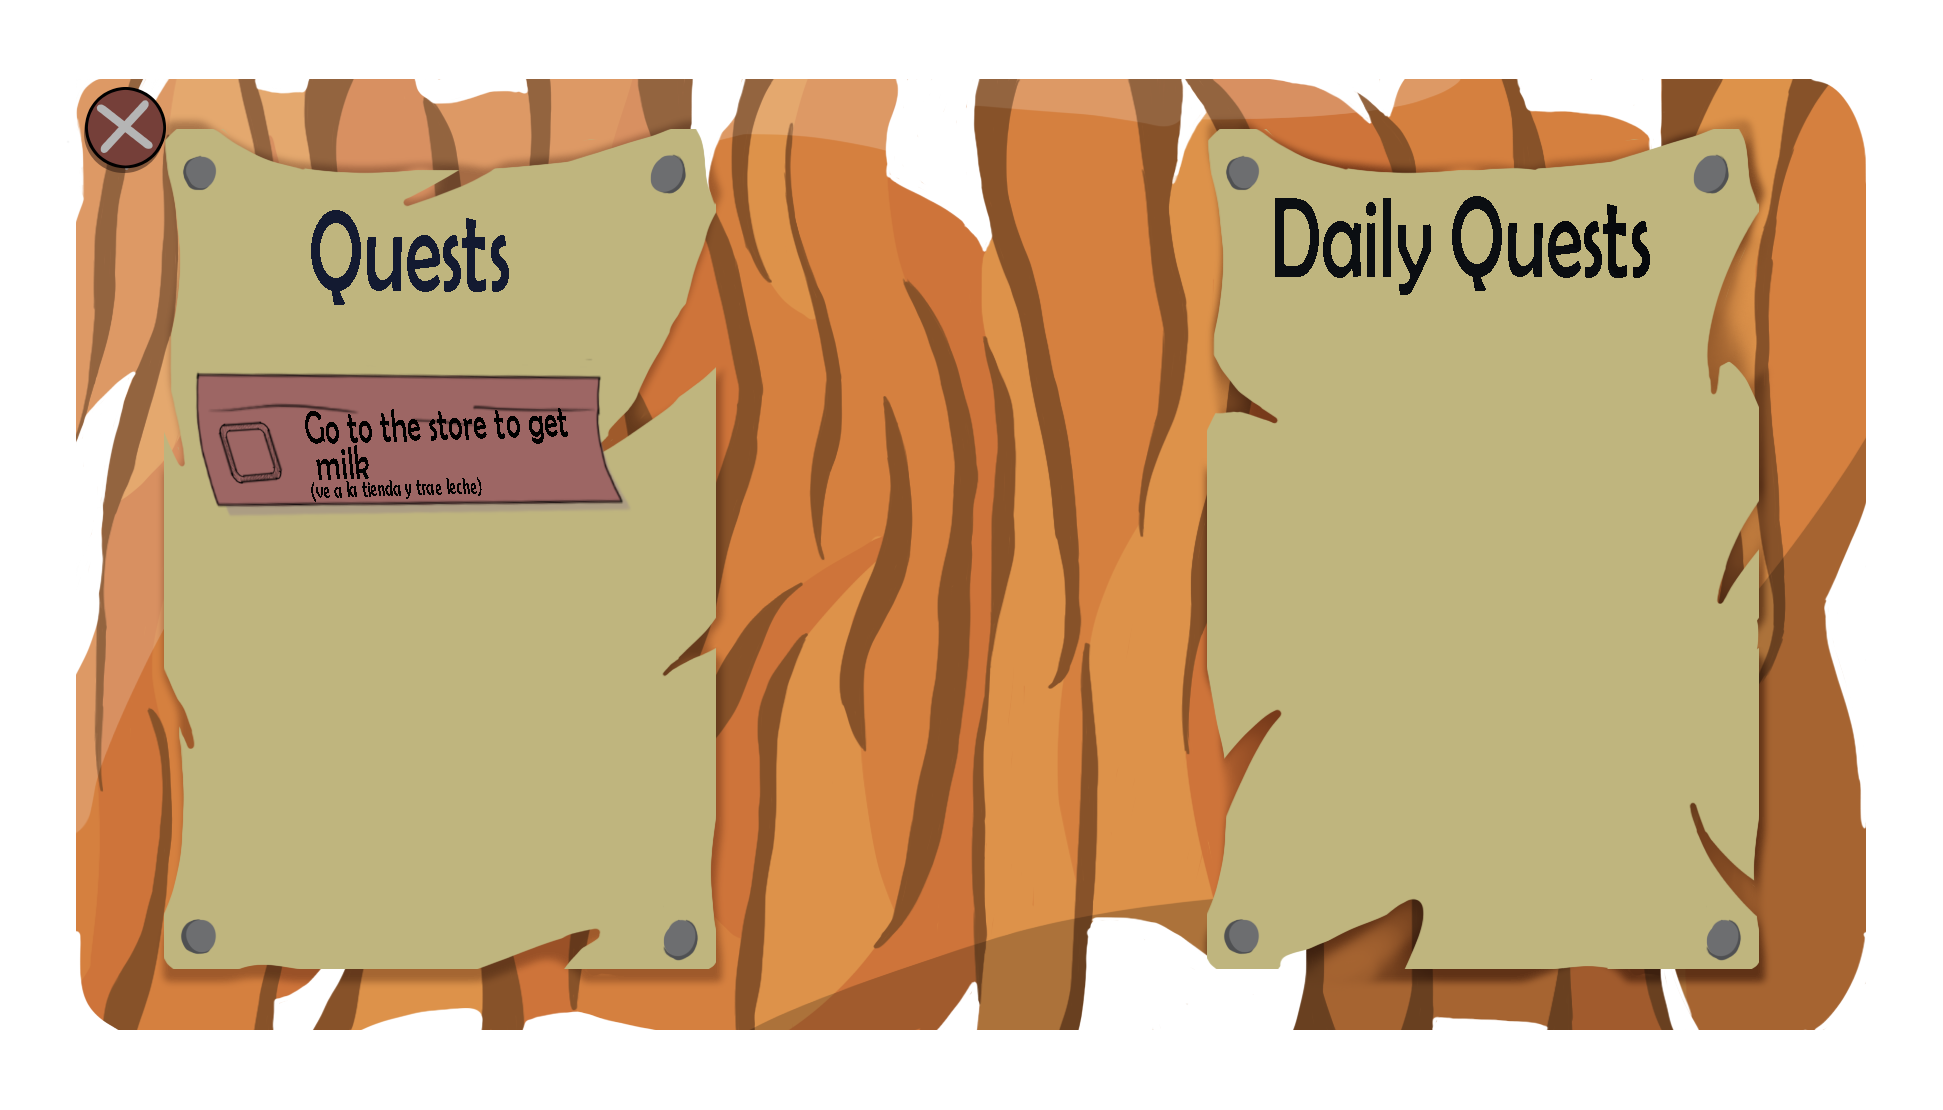 Quests
Go to the store to get
milk
(ve a la tienda y trae leche)
Daily Quests